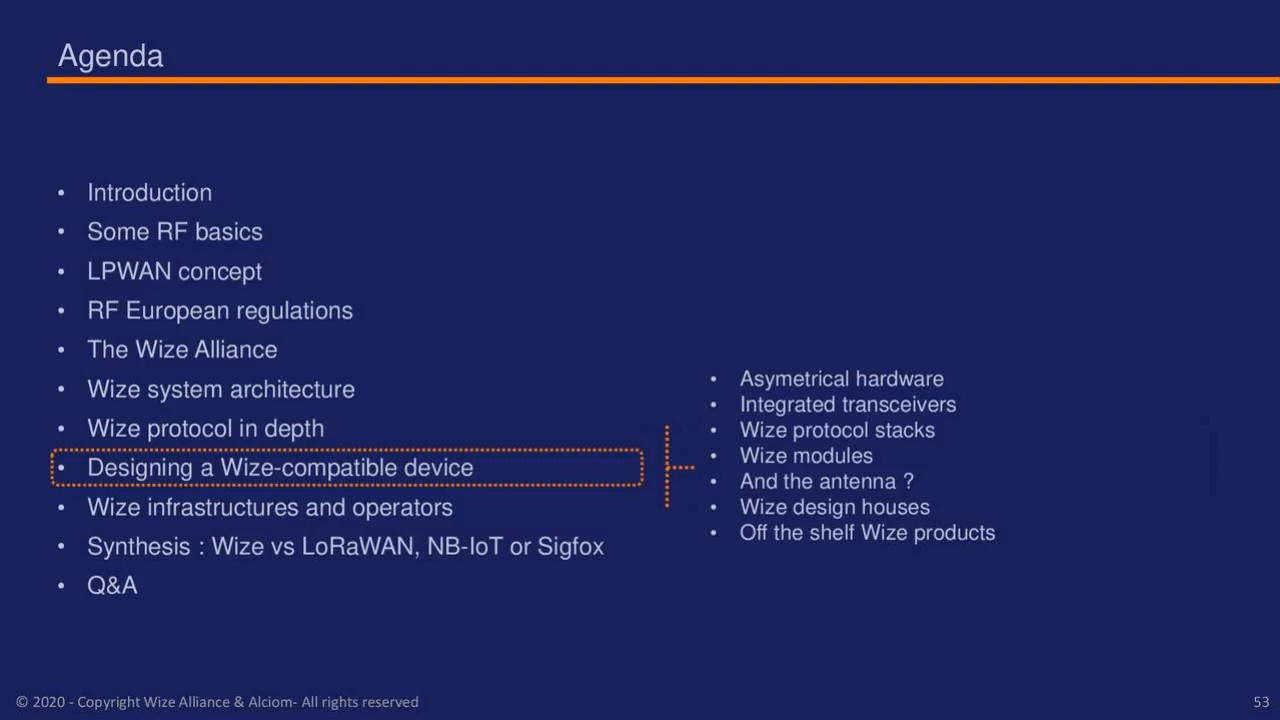 Agenda
• Introduction
• Some RF basics
• LPWAN concept
• RF European regulations
• The Wize Alliance
• Wize system architecture
• Wize protocol in depth
• Designing a Wize-compatible device
• Wize infrastructures and operators
• Synthesis : Wize vs LoRaWAN, NB-IoT or Sigfox
• Q&A
• Asymetrical hardware
• Integrated transceivers
• Wize protocol stacks
• Wize modules
• And the antenna ?
• Wize design houses
• Off the shelf Wize products
© 2020 - Copyright Wize Alliance & Alciom- All rights reserved
53